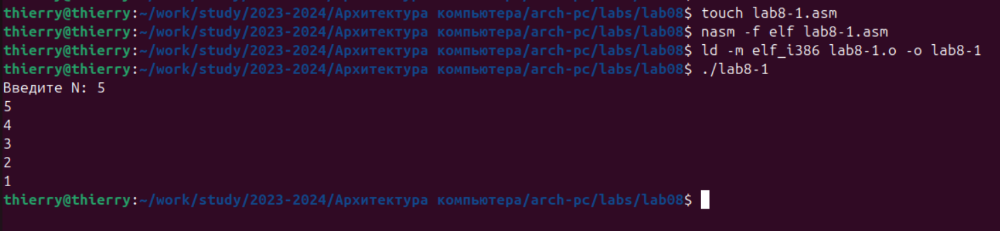 thierry@thierry:~/work/study/2023-2024/Архитектура компьютера/arch-pc/labs/lab08$ touch lab8-1.asm
thierry@thierry:~/work/study/2023-2024/Архитектура компьютера/arch-pc/labs/lab08$ nasm -f elf lab8-1.asm
thierry@thierry:~/work/study/2023-2024/Архитектура компьютера/arch-pc/labs/lab08$ ld -m elf_i386 lab8-1.o -o lab8-1
thierry@thierry:~/work/study/2023-2024/Архитектура компьютера/arch-pc/labs/lab08$ ./lab8-1
Введите N: 5
5
4
3
2
1
thierry@thierry:~/work/study/2023-2024/Архитектура компьютера/arch-pc/labs/lab08$